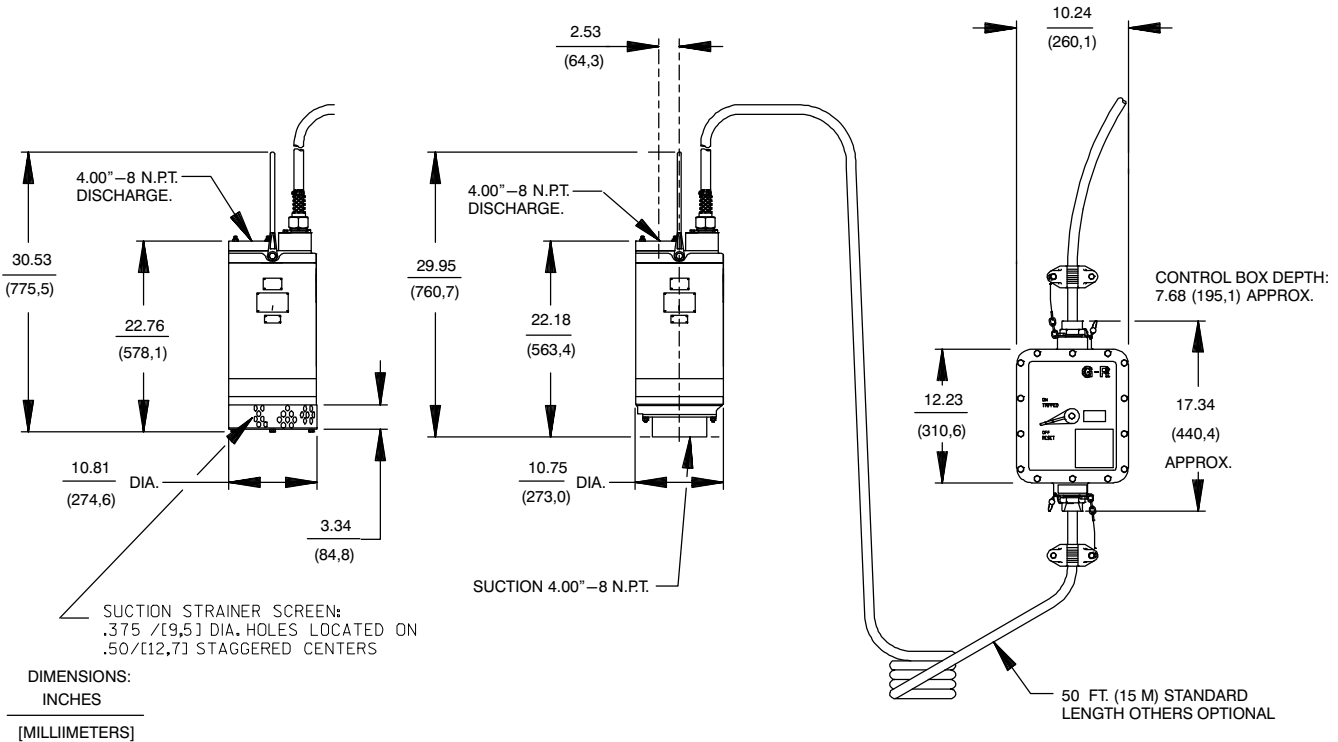 10.24
(260,1)
2.53
(64,3)
4.00"–8 N.P.T.
DISCHARGE.
30.53
(775,5)
22.76
(578,1)
10.81
(274,6)
DIA.
3.34
(84,8)
SUCTION STRAINER SCREEN:
.375 /[9,5] DIA. HOLES LOCATED ON
.50/[12,7] STAGGERED CENTERS
DIMENSIONS:
INCHES
[MILLIIMETERS]
4.00"–8 N.P.T.
DISCHARGE.
29.95
(760,7)
22.18
(563,4)
10.75
(273,0)
DIA.
SUCTION 4.00"–8 N.P.T.
CONTROL BOX DEPTH:
7.68 (195,1) APPROX.
G-R
ON
TRIPPED
OFF
RESET
12.23
(310,6)
17.34
(440,4)
APPROX.
50 FT. (15 M) STANDARD
LENGTH OTHERS OPTIONAL